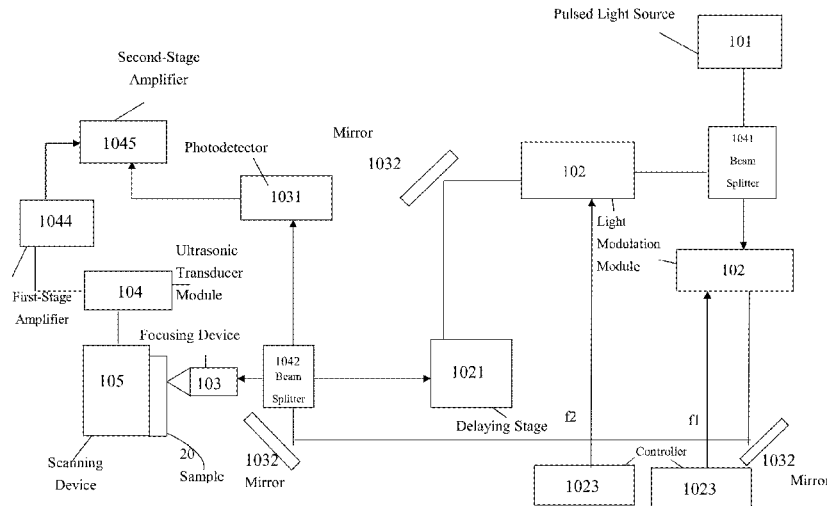 Pulsed Light Source
101
Second-Stage
Amplifier
1045
Photodetector
1031
Mirror
1032
102
1041
Beam
Splitter
1044
First-Stage
Amplifier
Ultrasonic
Transducer
Module
104
Light
Modulation
Module
102
Focusing Device
105
103
1042
Beam
Splitter
1021
Delaying Stage
f2
f1
20
Scanning
Device
Sample
1032
Mirror
Controller
1023
1023
1032
Mirror